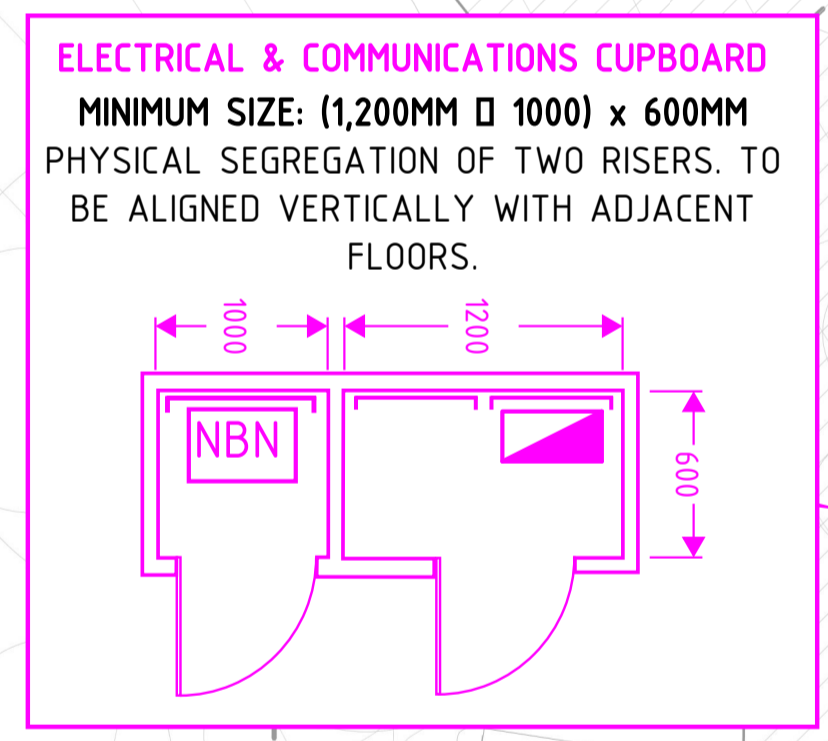 ELECTRICAL & COMMUNICATIONS CUPBOARD
MINIMUM SIZE: (1,200MM ▯ 1000) x 600MM
PHYSICAL SEGREGATION OF TWO RISERS. TO
BE ALIGNED VERTICALLY WITH ADJACENT
FLOORS.
1000
1200
NBN
600